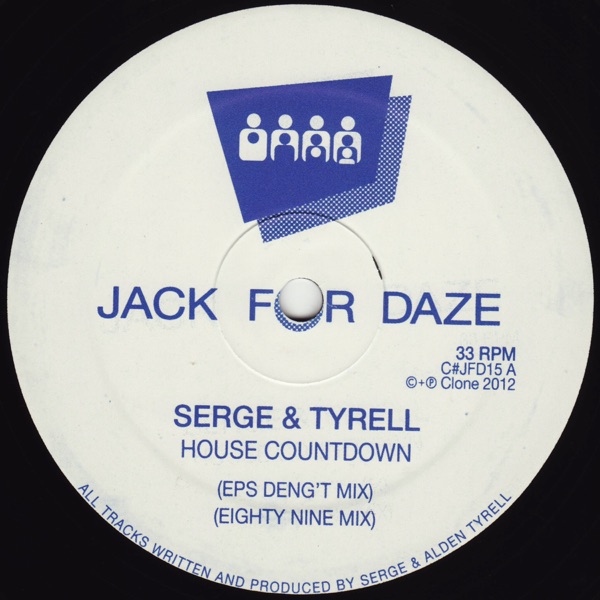 JACK FOR DAZE
33 RPM
C#JFD15 A
©+℗ Clone 2012
SERGE & TYRELL
HOUSE COUNTDOWN
(EPS DENG'T MIX)
(EIGHTY NINE MIX)
ALL TRACKS WRITTEN AND PRODUCED BY SERGE & ALDEN TYRELL